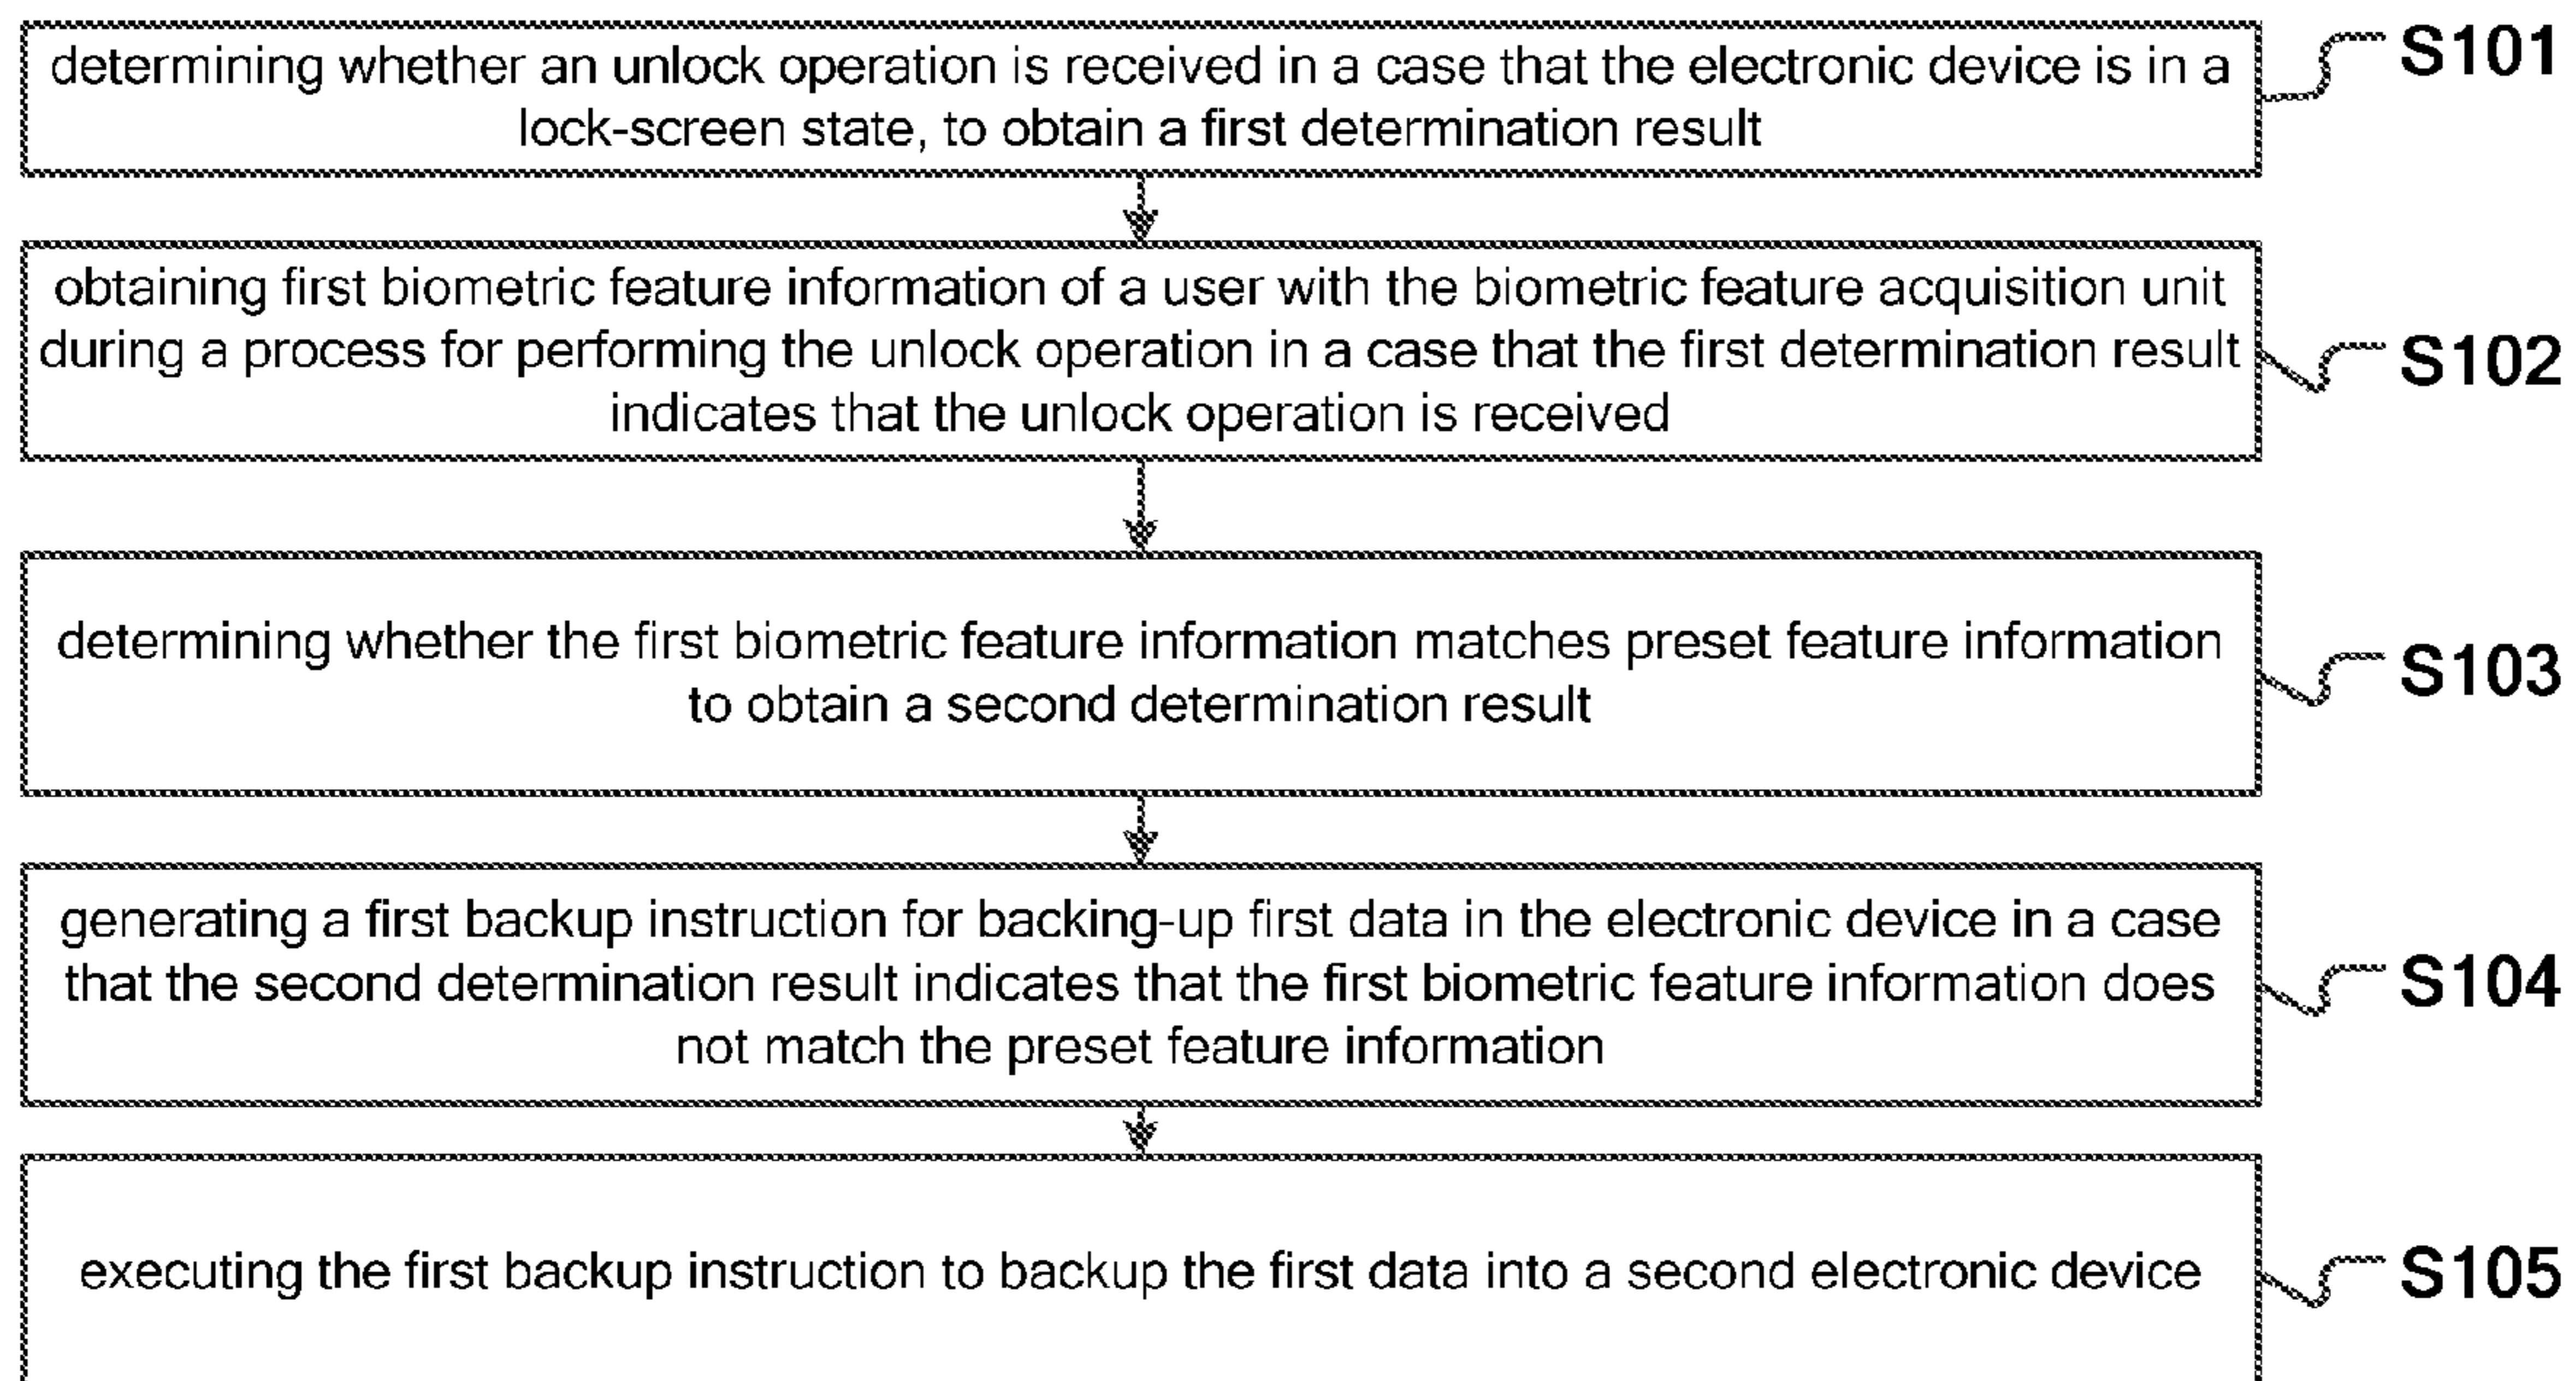 determining whether an unlock operation is received in a case that the electronic device is in a
lock-screen state, to obtain a first determination result
S101
obtaining first biometric feature information of a user with the biometric feature acquisition unit
during a process for performing the unlock operation in a case that the first determination result
indicates that the unlock operation is received
S102
determining whether the first biometric feature information matches preset feature information
to obtain a second determination result
S103
generating a first backup instruction for backing-up first data in the electronic device in a case
that the second determination result indicates that the first biometric feature information does
not match the preset feature information
S104
executing the first backup instruction to backup the first data into a second electronic device
S105